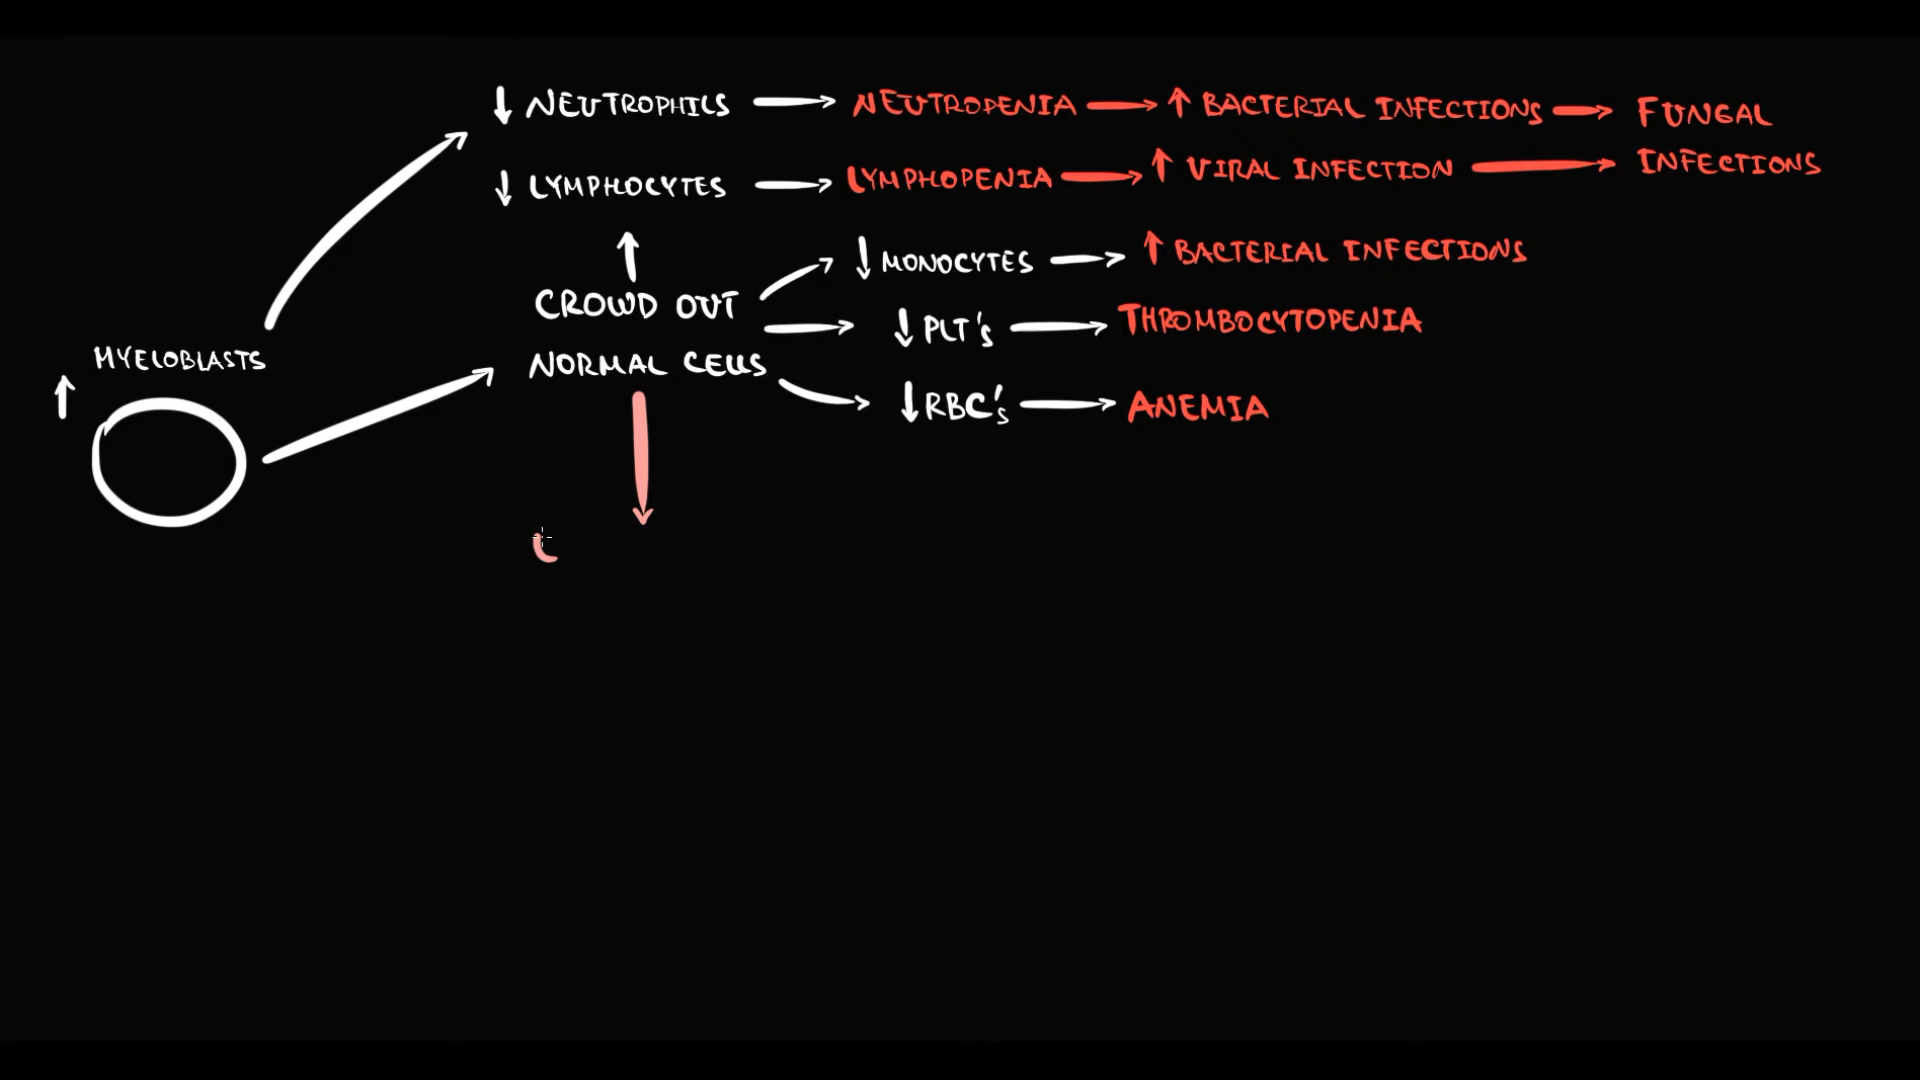 ↓ NEUTROPHILS → NEUTROPENIA → ↑ BACTERIAL INFECTIONS → FUNGAL
↓ LYMPHOCYTES → LYMPHOPENIA → ↑ VIRAL INFECTION → INFECTIONS
↓ MONOCYTES → ↑ BACTERIAL INFECTIONS
CROWD OUT
↓ PLT's → THROMBOCYTOPENIA
NORMAL CELLS
MYELOBLASTS
↑
↓ RBC's → ANEMIA